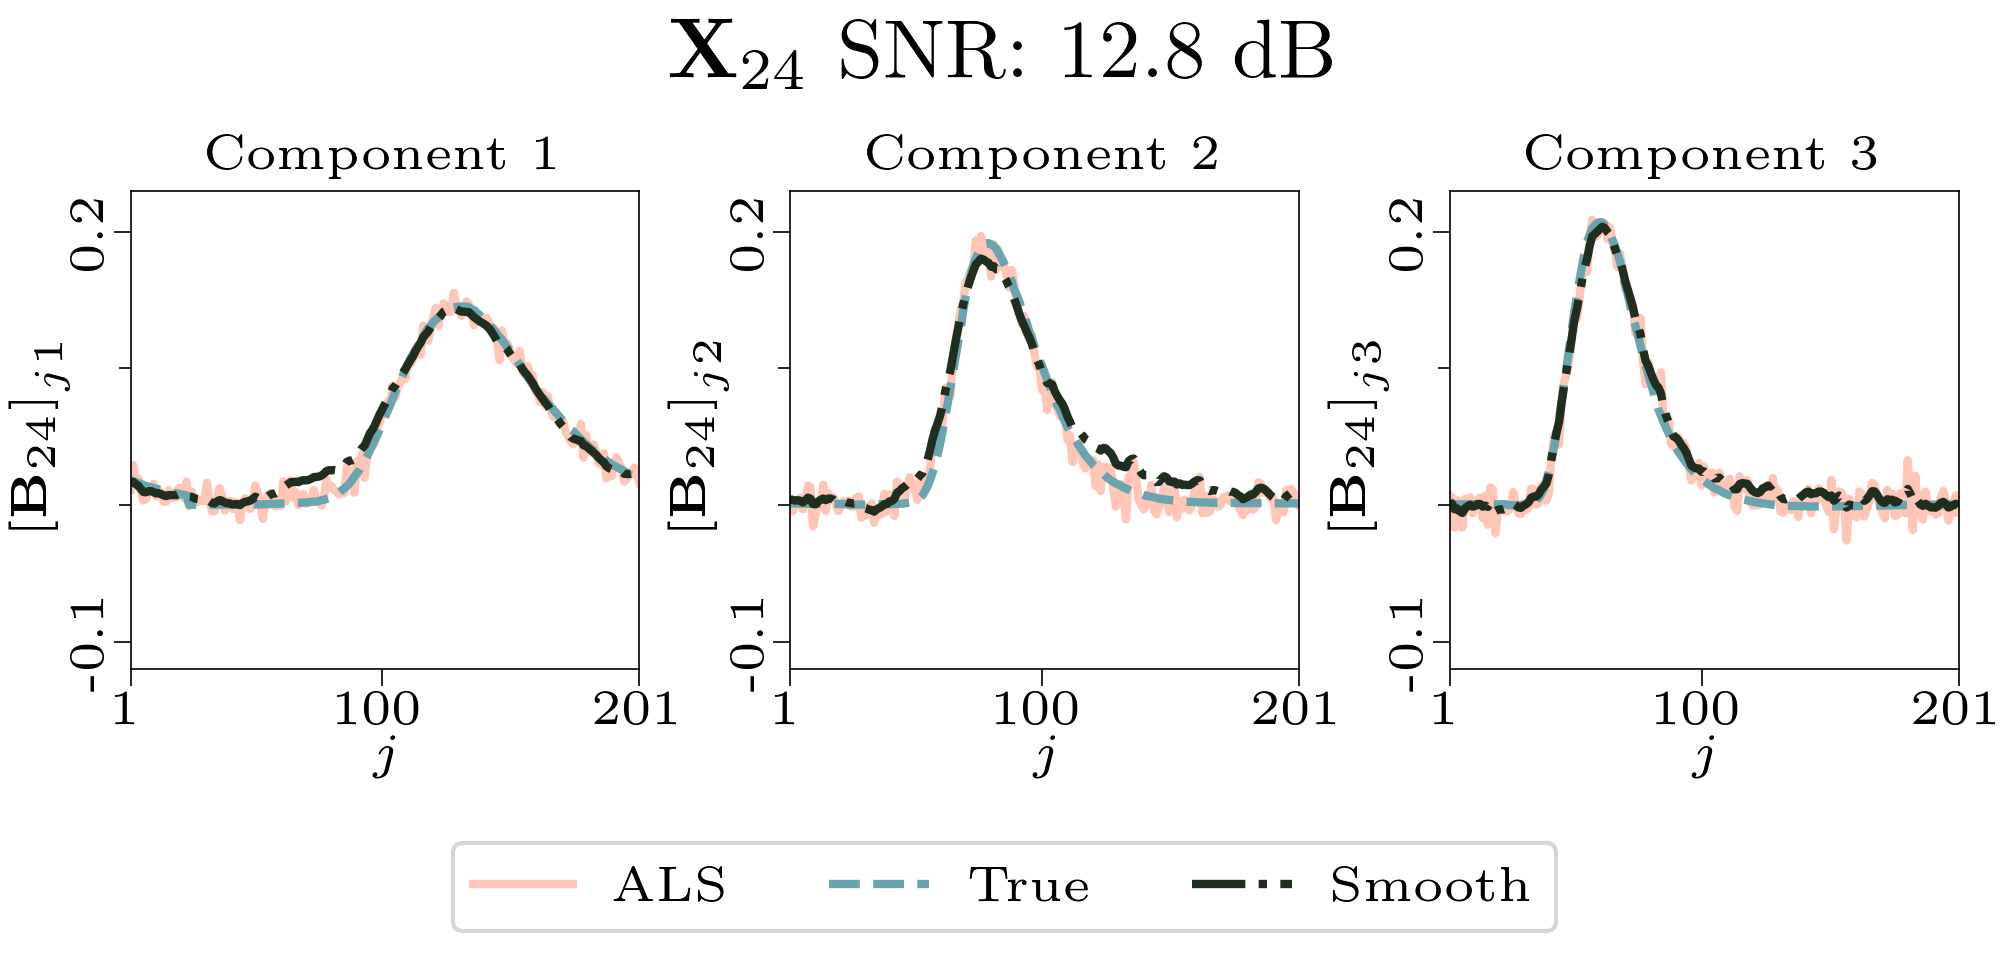 X24 SNR: 12.8 dB
Component 1
Component 2
Component 3
[B24]j1
0.2
-0.1
1
100
201
j
[B24]j2
0.2
-0.1
1
100
201
j
[B24]j3
0.2
-0.1
1
100
201
j
ALS
True
Smooth